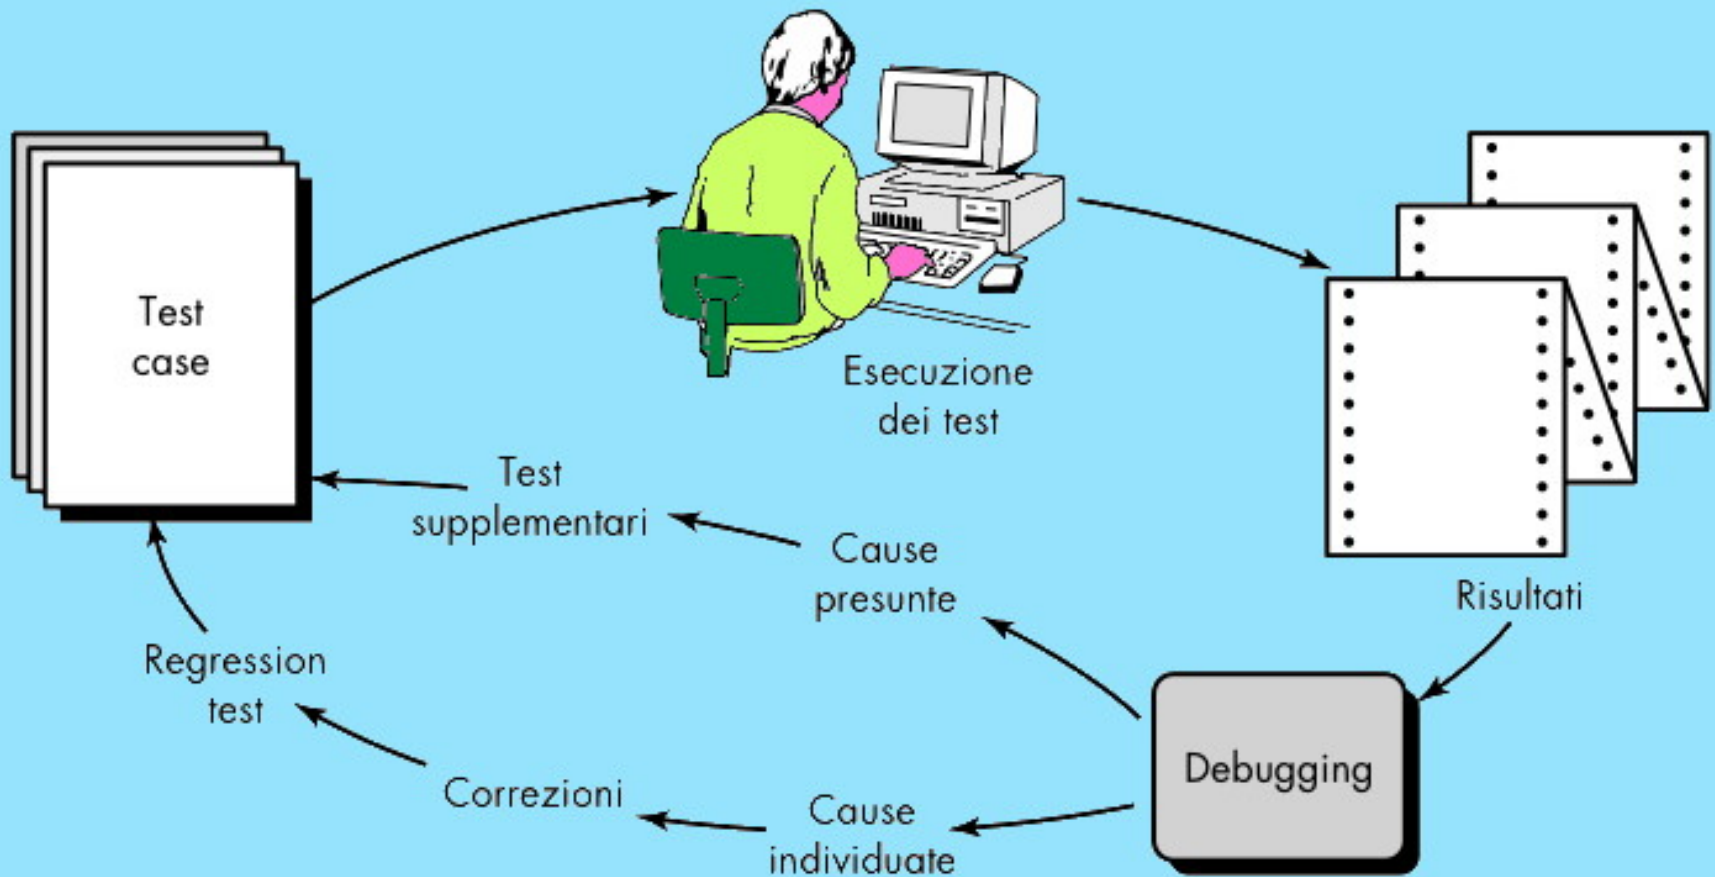 Test
case
Esecuzione
dei test
Test
supplementari
Cause
presunte
Risultati
Regression
test
Debugging
Correzioni
Cause
individuate